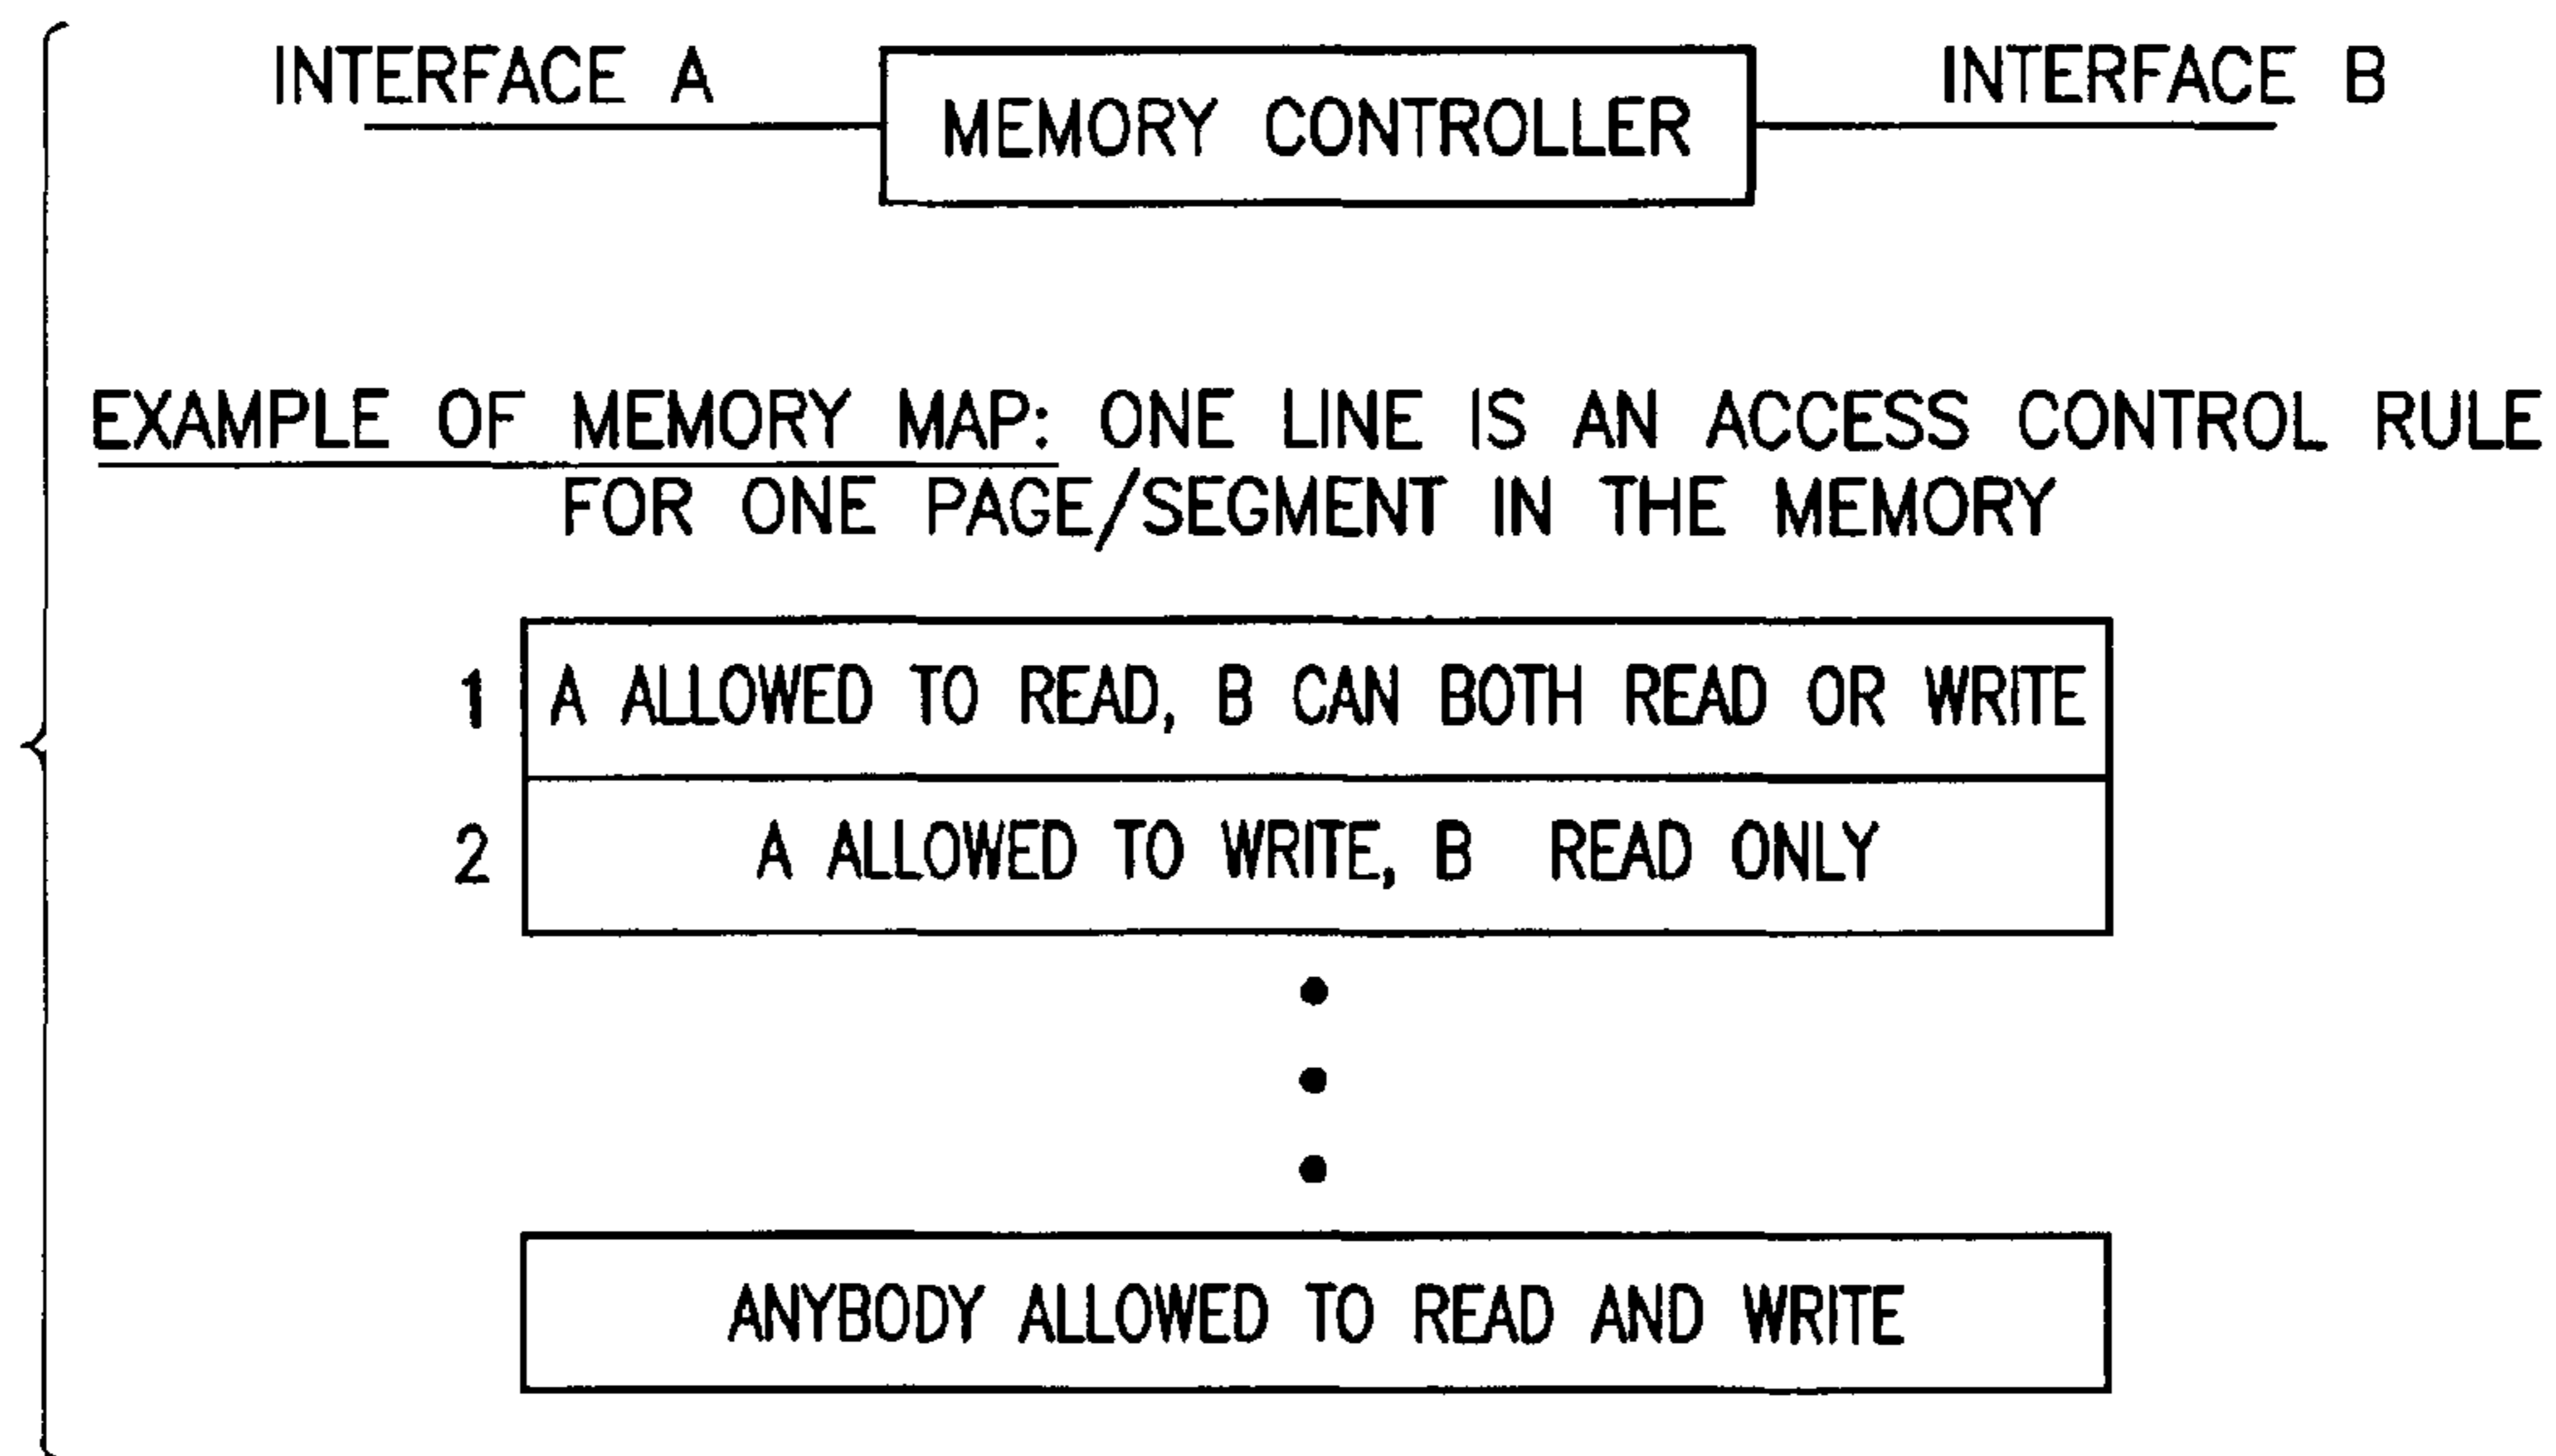 INTERFACE A
MEMORY CONTROLLER
INTERFACE B
EXAMPLE OF MEMORY MAP: ONE LINE IS AN ACCESS CONTROL RULE
FOR ONE PAGE/SEGMENT IN THE MEMORY
1 A ALLOWED TO READ, B CAN BOTH READ OR WRITE
2 A ALLOWED TO WRITE, B READ ONLY
ANYBODY ALLOWED TO READ AND WRITE